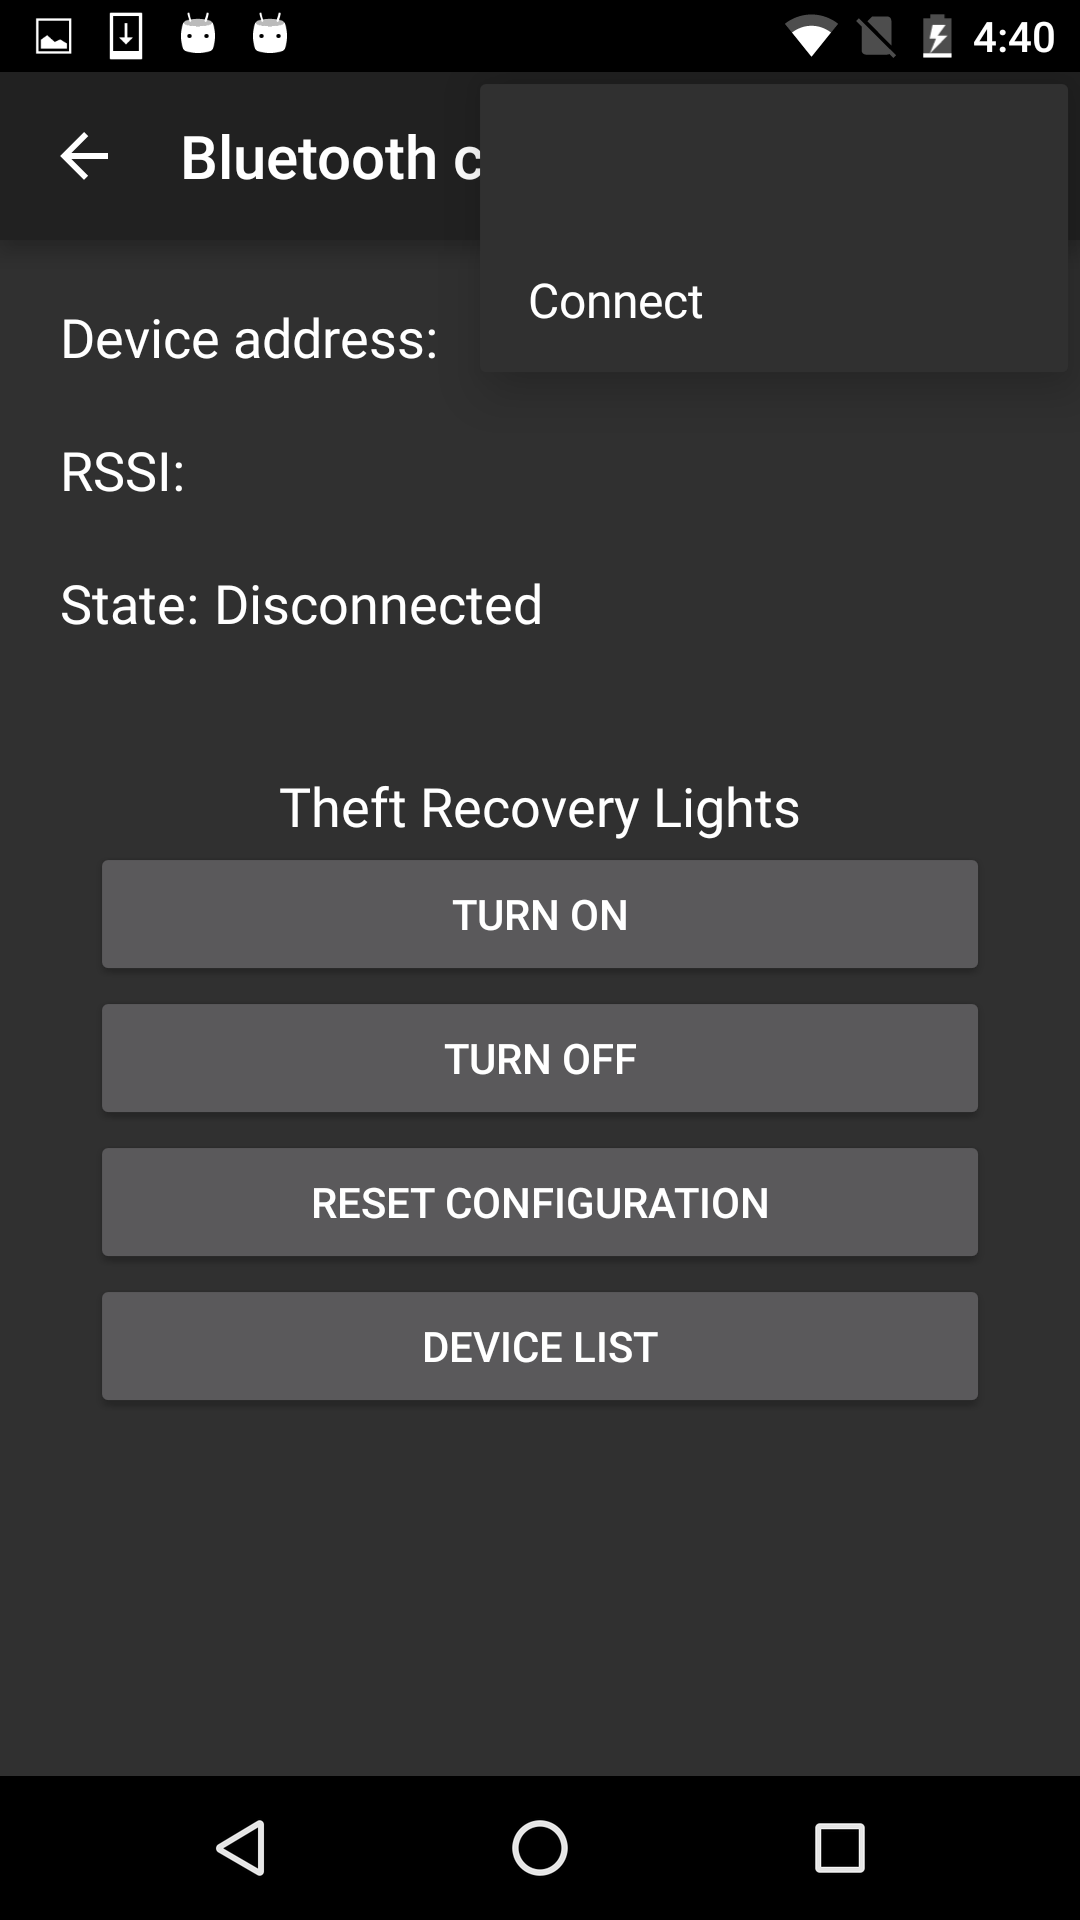 4:40
Bluetooth c
Connect
Device address:
RSSI:
State: Disconnected
Theft Recovery Lights
TURN ON
TURN OFF
RESET CONFIGURATION
DEVICE LIST